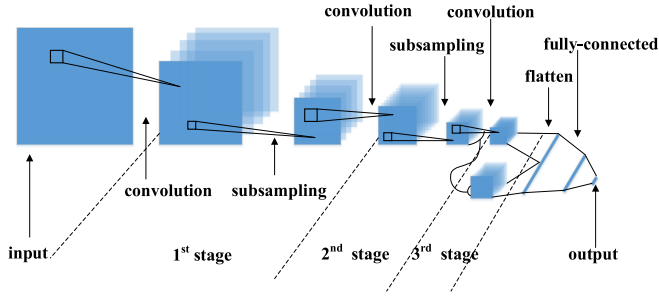 convolution
convolution
subsampling
fully-connected
flatten
convolution
subsampling
input
1st stage
2nd stage
3rd stage
output